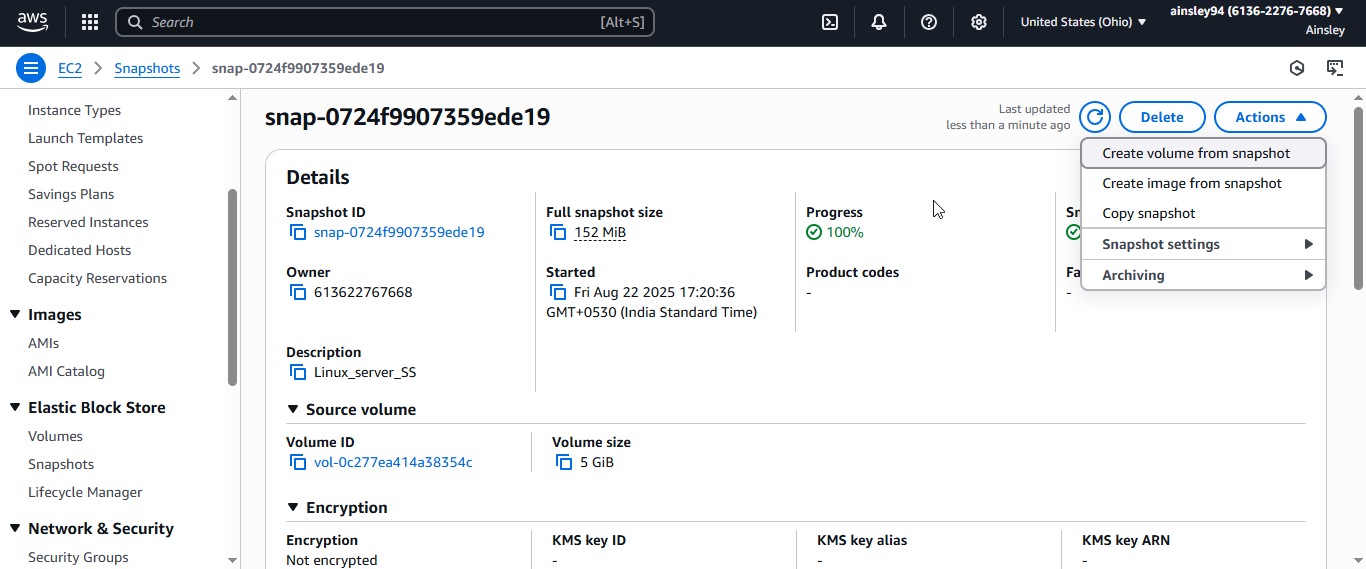 aws
Search
[Alt+S]
United States (Ohio)
ainsley94 (6136-2276-7668)
Ainsley
EC2
Snapshots
snap-0724f9907359ede19
Instance Types
Launch Templates
Spot Requests
Savings Plans
Reserved Instances
Dedicated Hosts
Capacity Reservations
Images
AMIs
AMI Catalog
Elastic Block Store
Volumes
Snapshots
Lifecycle Manager
Network & Security
Security Groups
snap-0724f9907359ede19
Last updated
less than a minute ago
Delete
Actions
Create volume from snapshot
Create image from snapshot
Copy snapshot
Snapshot settings
Archiving
Details
Snapshot ID
snap-0724f9907359ede19
Full snapshot size
152 MiB
Progress
100%
Sn
Owner
613622767668
Started
Fri Aug 22 2025 17:20:36
GMT+0530 (India Standard Time)
Product codes
-
Fa
-
Description
Linux_server_SS
Source volume
Volume ID
vol-0c277ea414a38354c
Volume size
5 GiB
Encryption
Encryption
Not encrypted
KMS key ID
-
KMS key alias
-
KMS key ARN
-